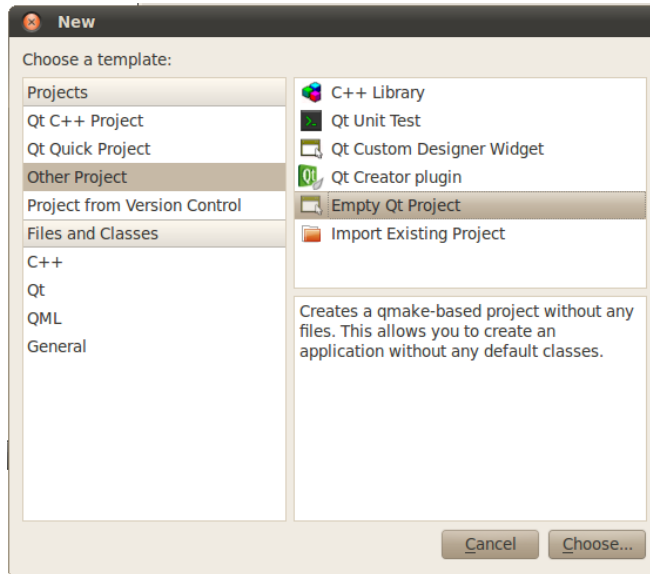 New
Choose a template:
Projects
Qt C++ Project
Qt Quick Project
Other Project
Project from Version Control
Files and Classes
C++
Qt
QML
General
C++ Library
Qt Unit Test
Qt Custom Designer Widget
Qt Creator plugin
Empty Qt Project
Import Existing Project
Creates a qmake-based project without any
files. This allows you to create an
application without any default classes.
Cancel
Choose...